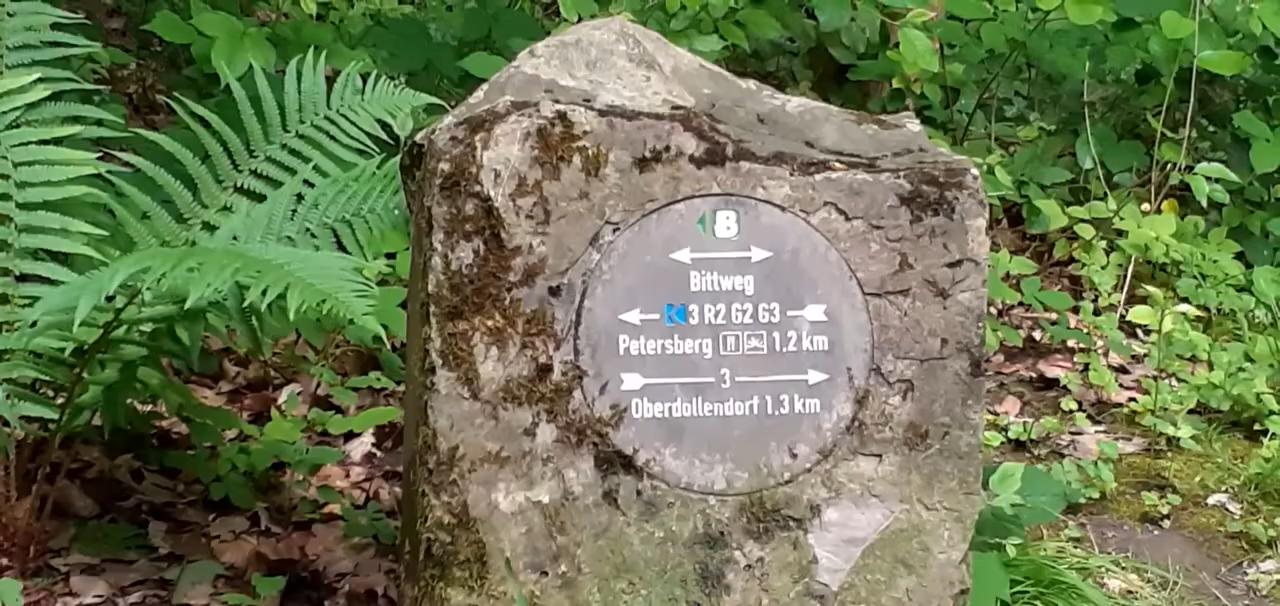 B
Bittweg
K 3 R2 G2 G3
Petersberg 1.2 km
3
Oberdollendorf 1.3 km